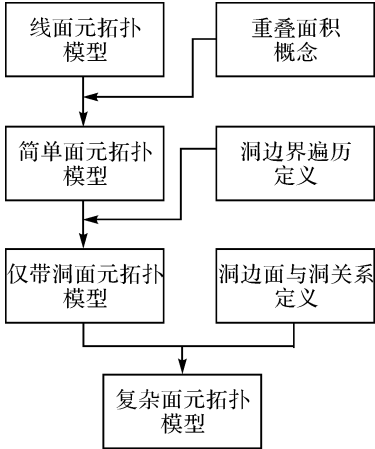 线面元拓扑
模型
重叠面积
概念
简单面元拓扑
模型
洞边界遍历
定义
仅带洞面元拓扑
模型
洞边面与洞关系
定义
复杂面元拓扑
模型